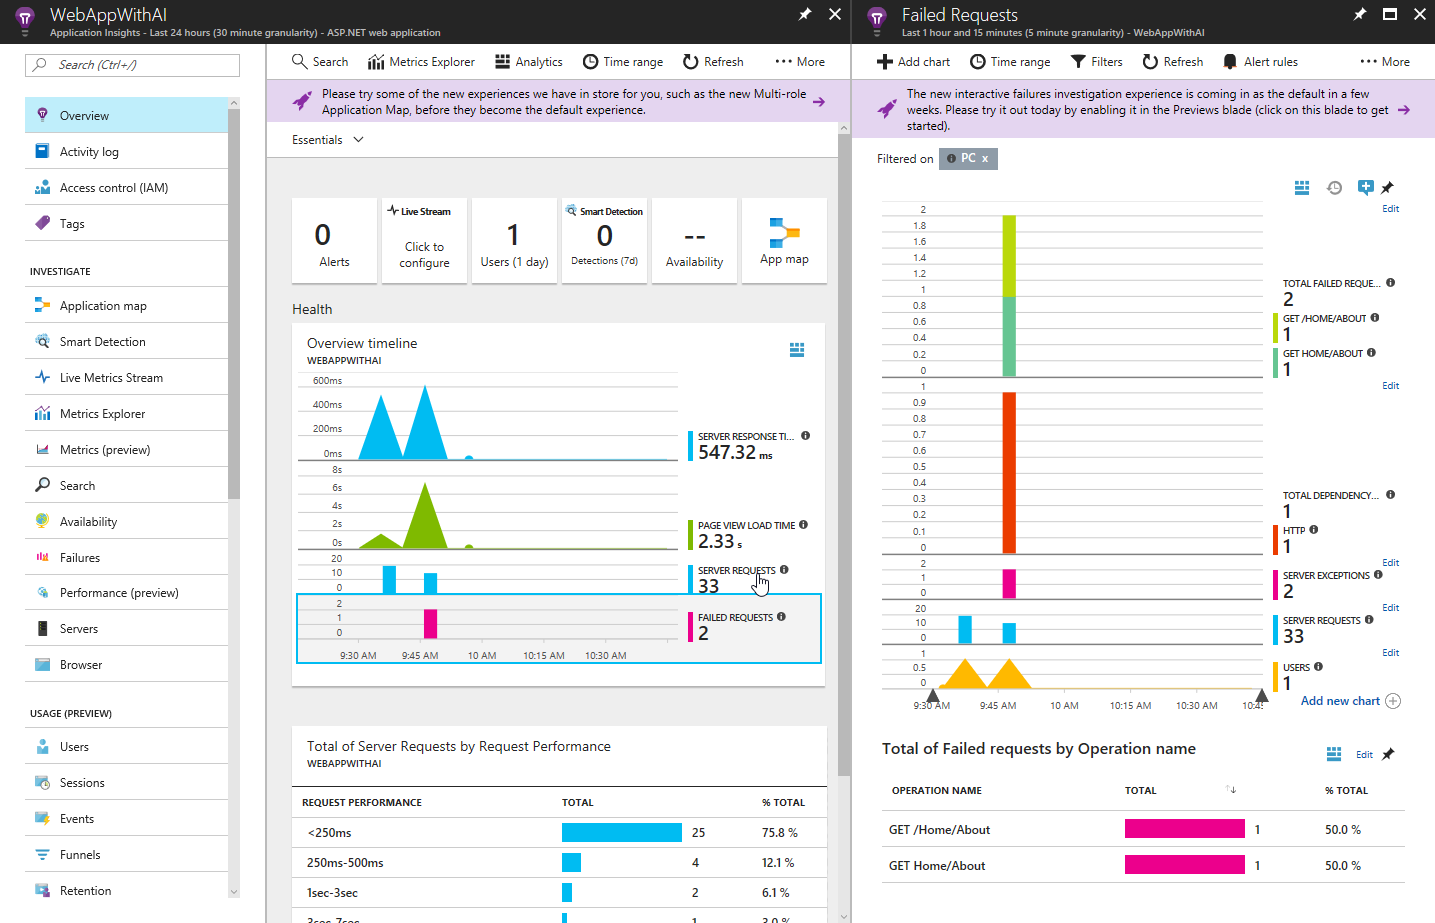 WebAppWithAI
Application Insights - Last 24 hours (30 minute granularity) - ASP.NET web application
Search (Ctrl+/)
Overview
Activity log
Access control (IAM)
Tags
INVESTIGATE
Application map
Smart Detection
Live Metrics Stream
Metrics Explorer
Metrics (preview)
Search
Availability
Failures
Performance (preview)
Servers
Browser
USAGE (PREVIEW)
Users
Sessions
Events
Funnels
Retention
Search Metrics Explorer Analytics Time range Refresh ••• More
Please try some of the new experiences we have in store for you, such as the new Multi-role
Application Map, before they become the default experience.
Essentials
0
Alerts
Live Stream
Click to
configure
1
Users (1 day)
Smart Detection
0
Detections (7d)
--
Availability
App map
Health
Overview timeline
WEBAPPWITHAI
600ms
400ms
200ms
0ms
SERVER RESPONSE TI...
547.32 ms
8s
6s
4s
2s
0s
PAGE VIEW LOAD TIME
2.33 s
20
10
0
SERVER REQUESTS
33
2
1
0
FAILED REQUESTS
2
9:30 AM 9:45 AM 10 AM 10:15 AM 10:30 AM
Total of Server Requests by Request Performance
WEBAPPWITHAI
REQUEST PERFORMANCE TOTAL % TOTAL
<250ms 25 75.8 %
250ms-500ms 4 12.1 %
1sec-3sec 2 6.1 %
3sec-7sec 1 3.0 %
Failed Requests
Last 1 hour and 15 minutes (5 minute granularity) - WebAppWithAI
Add chart Time range Filters Refresh Alert rules ••• More
The new interactive failures investigation experience is coming in as the default in a few
weeks. Please try it out today by enabling it in the Previews blade (click on this blade to get
started).
Filtered on PC x
Edit
2
1.8
1.6
1.4
1.2
1
0.8
0.6
0.4
0.2
0
TOTAL FAILED REQUE...
2
GET /HOME/ABOUT
1
GET HOME/ABOUT
1
Edit
1
0.9
0.8
0.7
0.6
0.5
0.4
0.3
0.2
0.1
0
TOTAL DEPENDENCY...
1
HTTP
1
Edit
2
1
0
SERVER EXCEPTIONS
2
Edit
20
10
0
SERVER REQUESTS
33
Edit
1
0.5
0
USERS
1
9:30 AM 9:45 AM 10 AM 10:15 AM 10:30 AM 10:45
Add new chart
Total of Failed requests by Operation name
Edit
OPERATION NAME TOTAL % TOTAL
GET /Home/About 1 50.0 %
GET Home/About 1 50.0 %